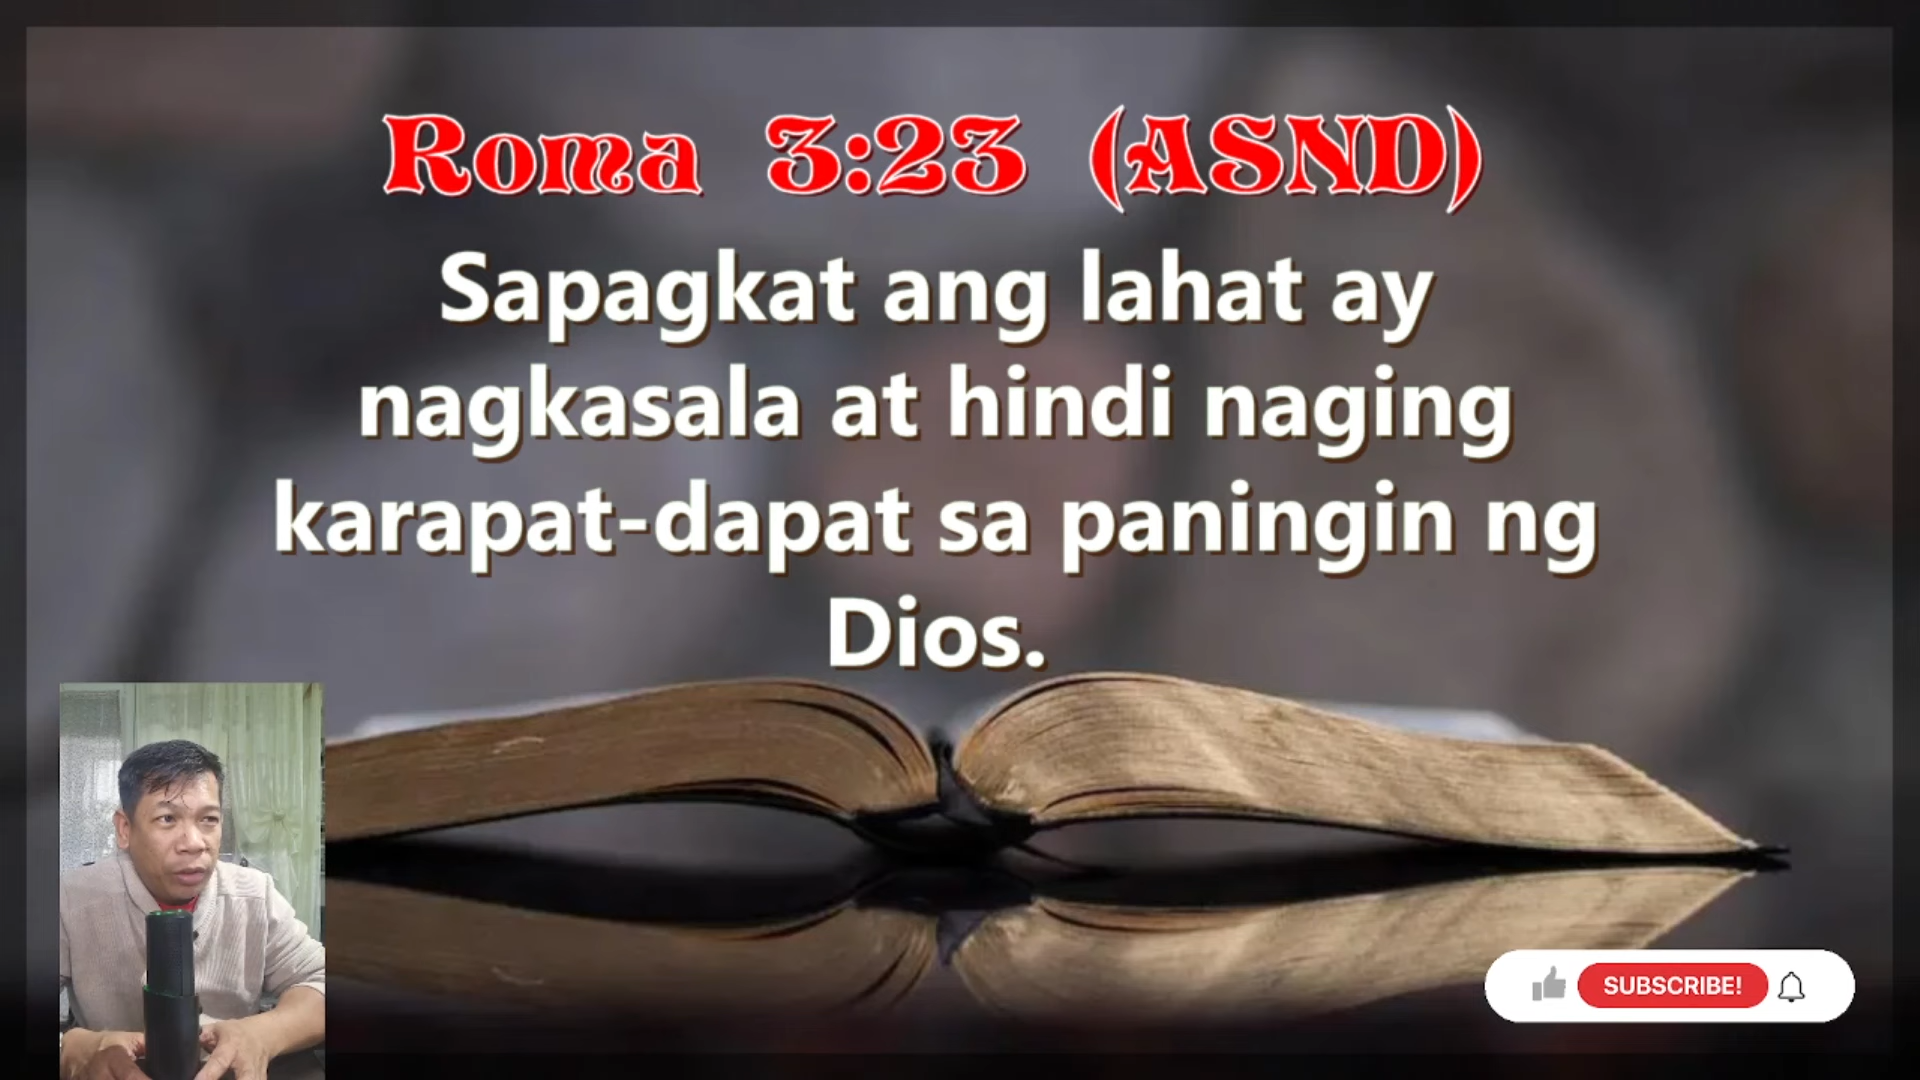 Roma 3:23 (ASND)
Sapagkat ang lahat ay
nagkasala at hindi naging
karapat-dapat sa paningin ng
Dios.
SUBSCRIBE!